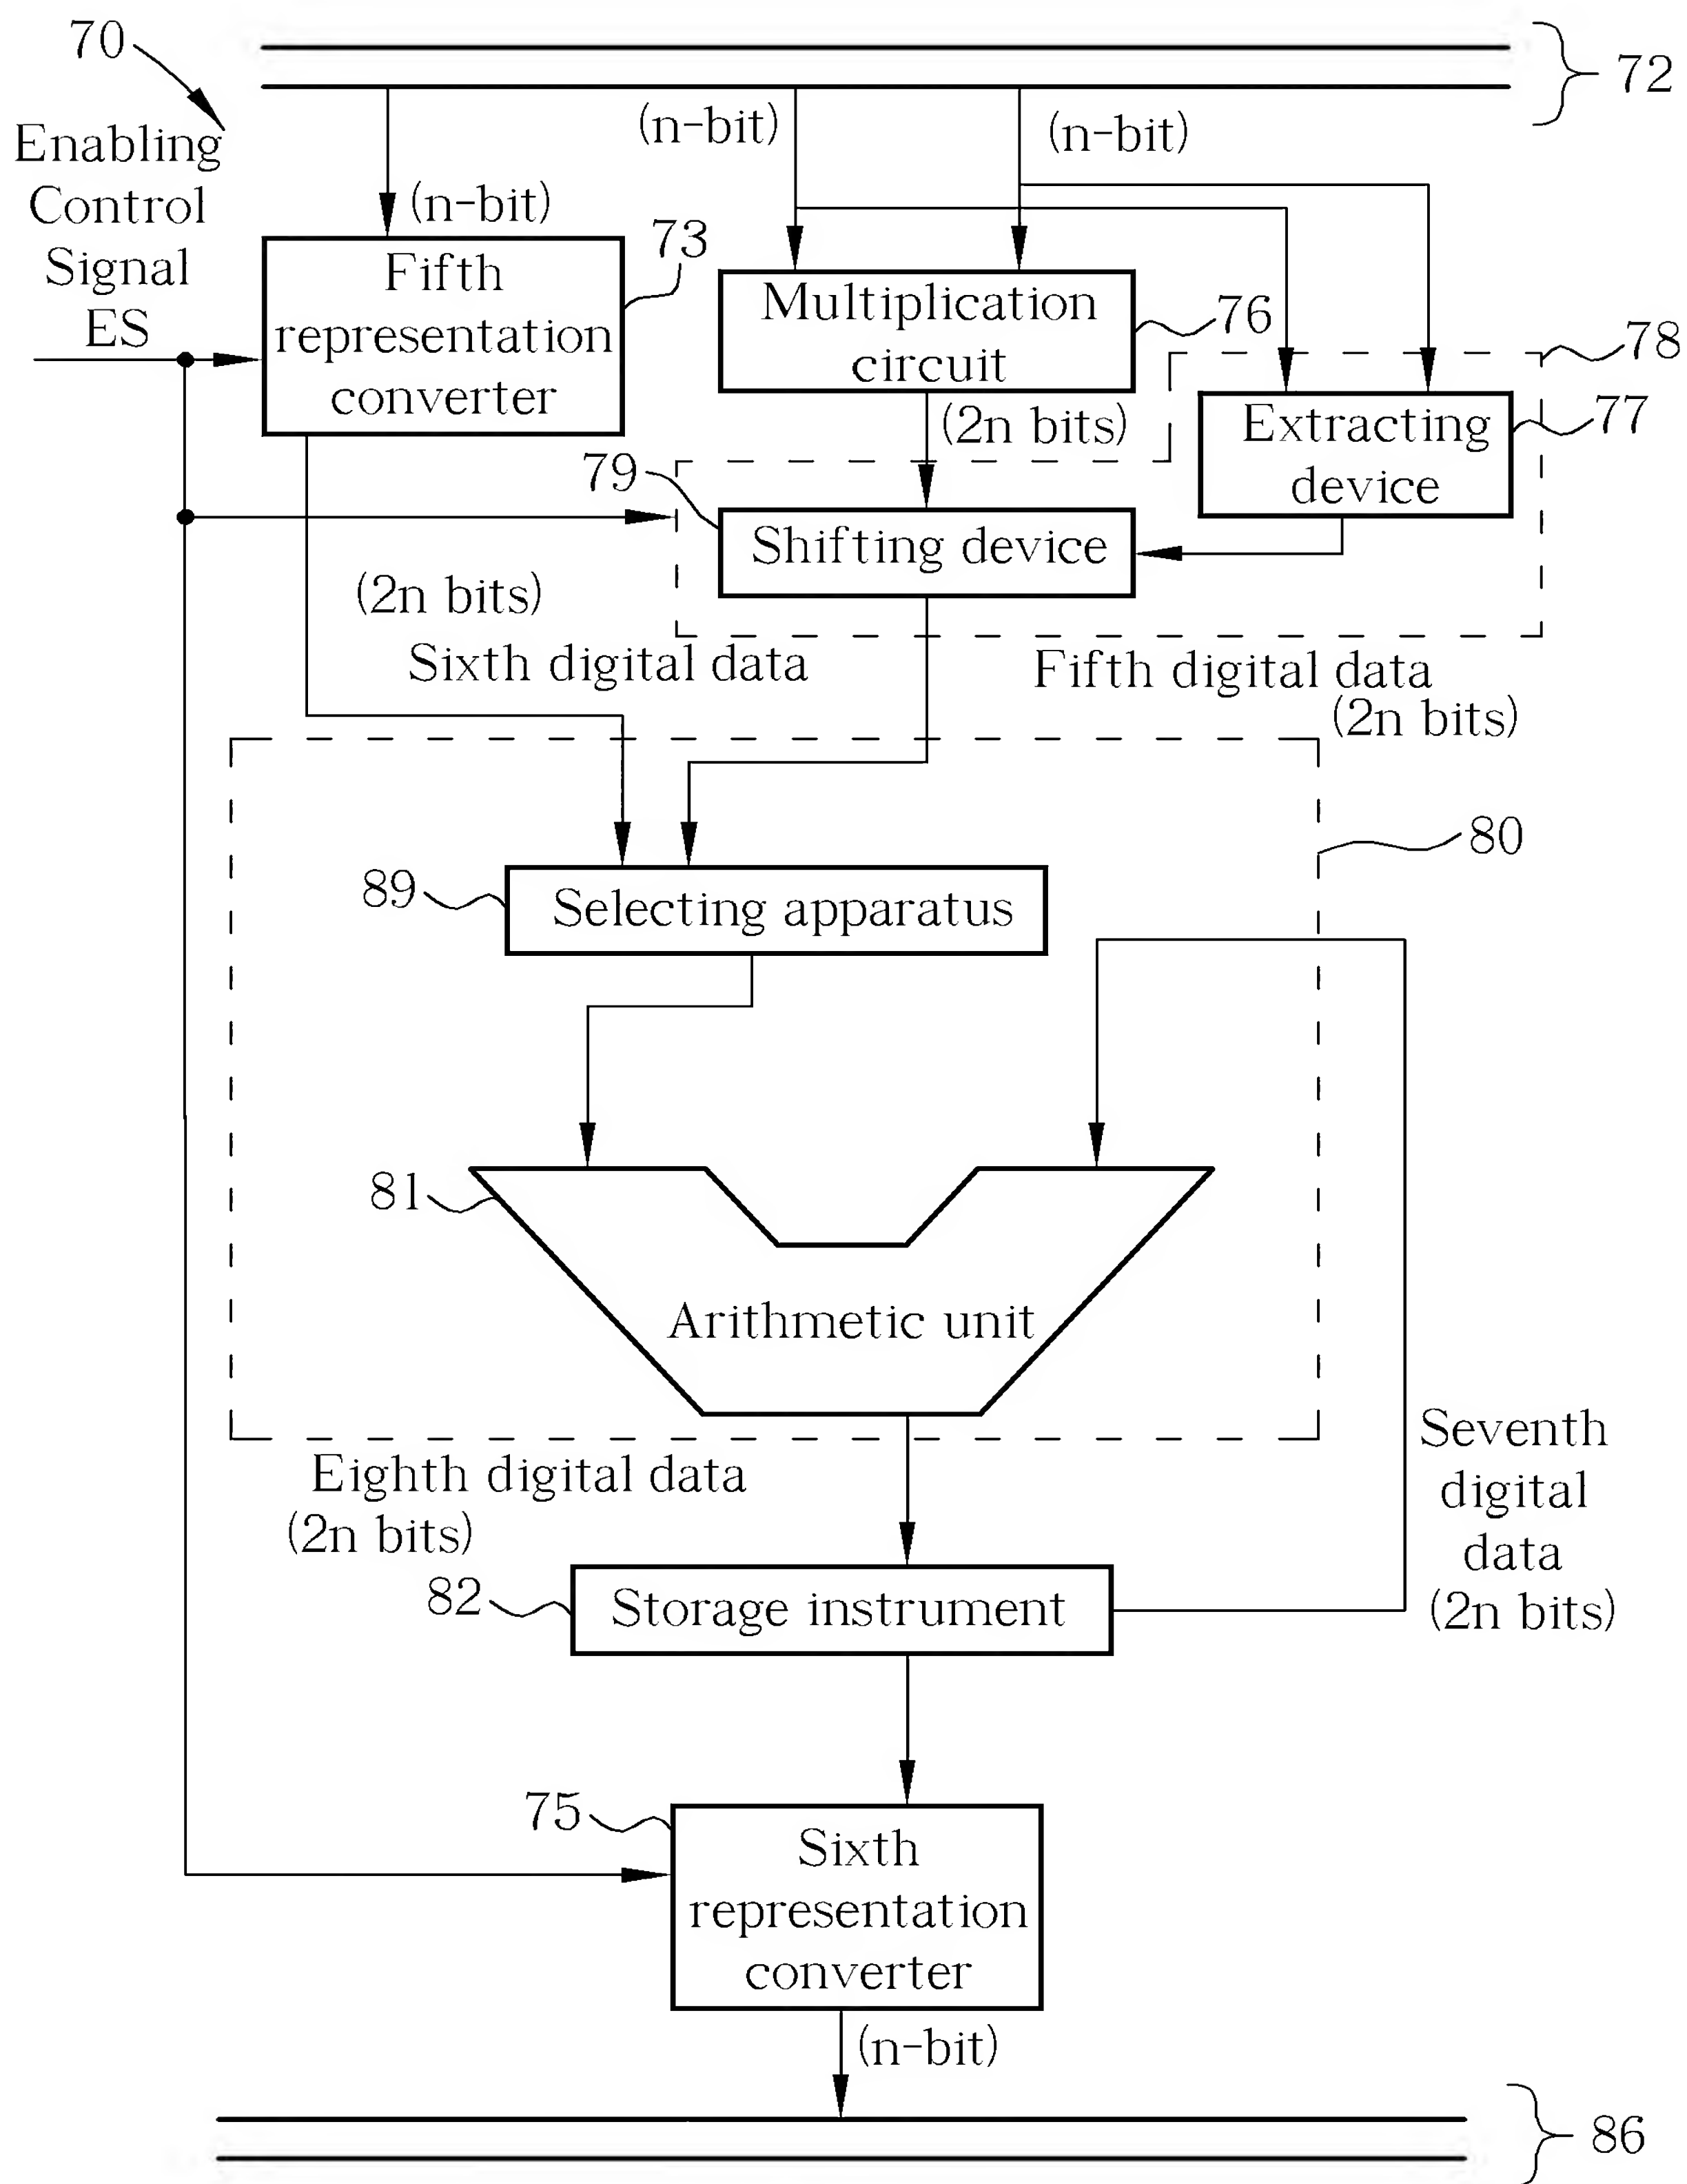 70
72
(n-bit)
(n-bit)
Enabling
Control
Signal
ES
(n-bit)
73
Fifth
representation
converter
Multiplication
circuit
76
78
(2n bits)
77
Extracting
device
79
Shifting device
(2n bits)
Sixth digital data
Fifth digital data
(2n bits)
80
89
Selecting apparatus
81
Arithmetic unit
Eighth digital data
(2n bits)
Seventh
digital
data
(2n bits)
82
Storage instrument
75
Sixth
representation
converter
(n-bit)
86